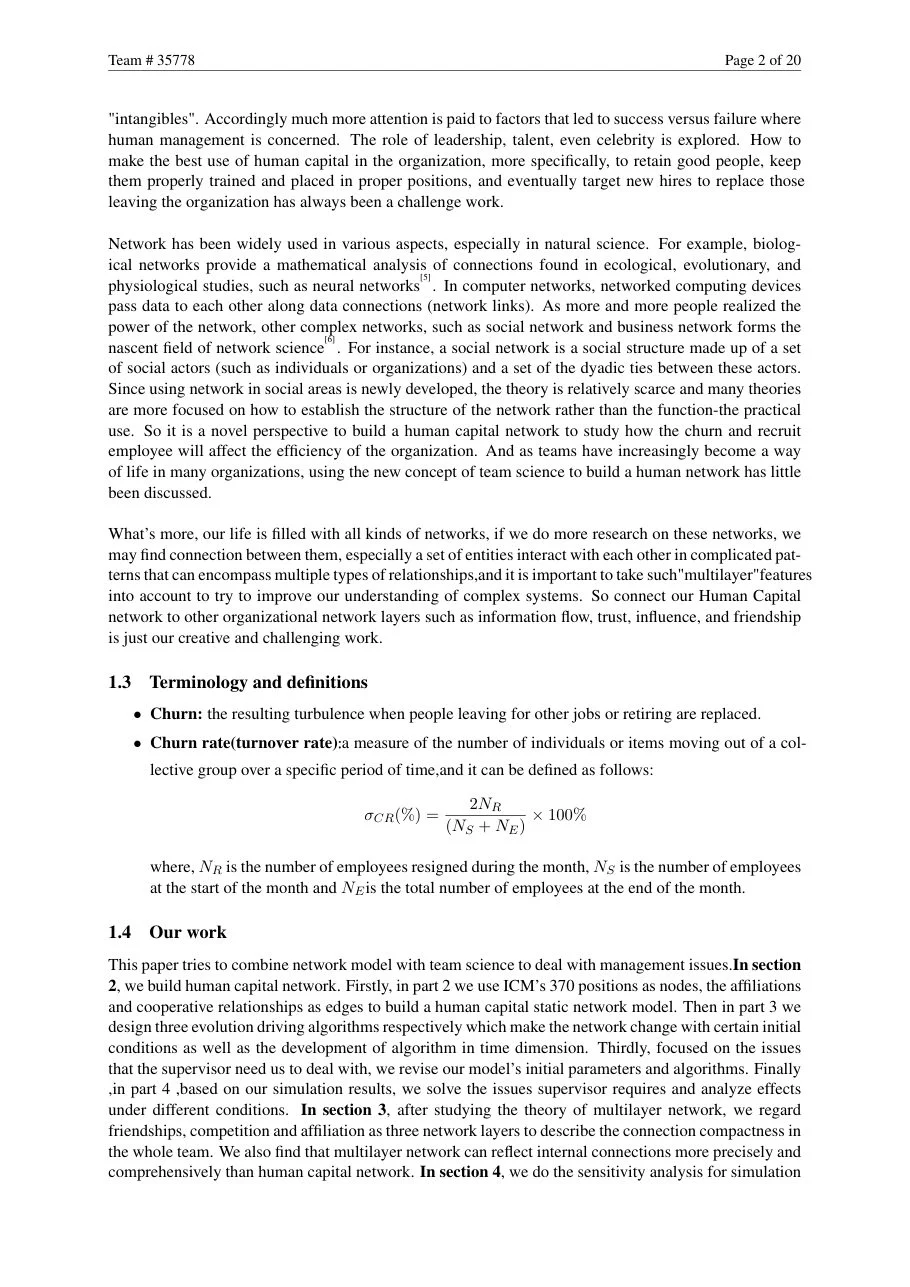 Team # 35778 Page 2 of 20
"intangibles". Accordingly much more attention is paid to factors that led to success versus failure where
human management is concerned. The role of leadership, talent, even celebrity is explored. How to
make the best use of human capital in the organization, more specifically, to retain good people, keep
them properly trained and placed in proper positions, and eventually target new hires to replace those
leaving the organization has always been a challenge work.
Network has been widely used in various aspects, especially in natural science. For example, biolog-
ical networks provide a mathematical analysis of connections found in ecological, evolutionary, and
physiological studies, such as neural networks[5]. In computer networks, networked computing devices
pass data to each other along data connections (network links). As more and more people realized the
power of the network, other complex networks, such as social network and business network forms the
nascent field of network science[6]. For instance, a social network is a social structure made up of a set
of social actors (such as individuals or organizations) and a set of the dyadic ties between these actors.
Since using network in social areas is newly developed, the theory is relatively scarce and many theories
are more focused on how to establish the structure of the network rather than the function-the practical
use. So it is a novel perspective to build a human capital network to study how the churn and recruit
employee will affect the efficiency of the organization. And as teams have increasingly become a way
of life in many organizations, using the new concept of team science to build a human network has little
been discussed.
What's more, our life is filled with all kinds of networks, if we do more research on these networks, we
may find connection between them, especially a set of entities interact with each other in complicated pat-
terns that can encompass multiple types of relationships,and it is important to take such"multilayer"features
into account to try to improve our understanding of complex systems. So connect our Human Capital
network to other organizational network layers such as information flow, trust, influence, and friendship
is just our creative and challenging work.
1.3 Terminology and definitions
• Churn: the resulting turbulence when people leaving for other jobs or retiring are replaced.
• Churn rate(turnover rate):a measure of the number of individuals or items moving out of a col-
lective group over a specific period of time,and it can be defined as follows:
σ_CR(%) = 2N_R / (N_S + N_E) × 100%
where, N_R is the number of employees resigned during the month, N_S is the number of employees
at the start of the month and N_E is the total number of employees at the end of the month.
1.4 Our work
This paper tries to combine network model with team science to deal with management issues.In section
2, we build human capital network. Firstly, in part 2 we use ICM's 370 positions as nodes, the affiliations
and cooperative relationships as edges to build a human capital static network model. Then in part 3 we
design three evolution driving algorithms respectively which make the network change with certain initial
conditions as well as the development of algorithm in time dimension. Thirdly, focused on the issues
that the supervisor need us to deal with, we revise our model's initial parameters and algorithms. Finally
,in part 4 ,based on our simulation results, we solve the issues supervisor requires and analyze effects
under different conditions. In section 3, after studying the theory of multilayer network, we regard
friendships, competition and affiliation as three network layers to describe the connection compactness in
the whole team. We also find that multilayer network can reflect internal connections more precisely and
comprehensively than human capital network. In section 4, we do the sensitivity analysis for simulation